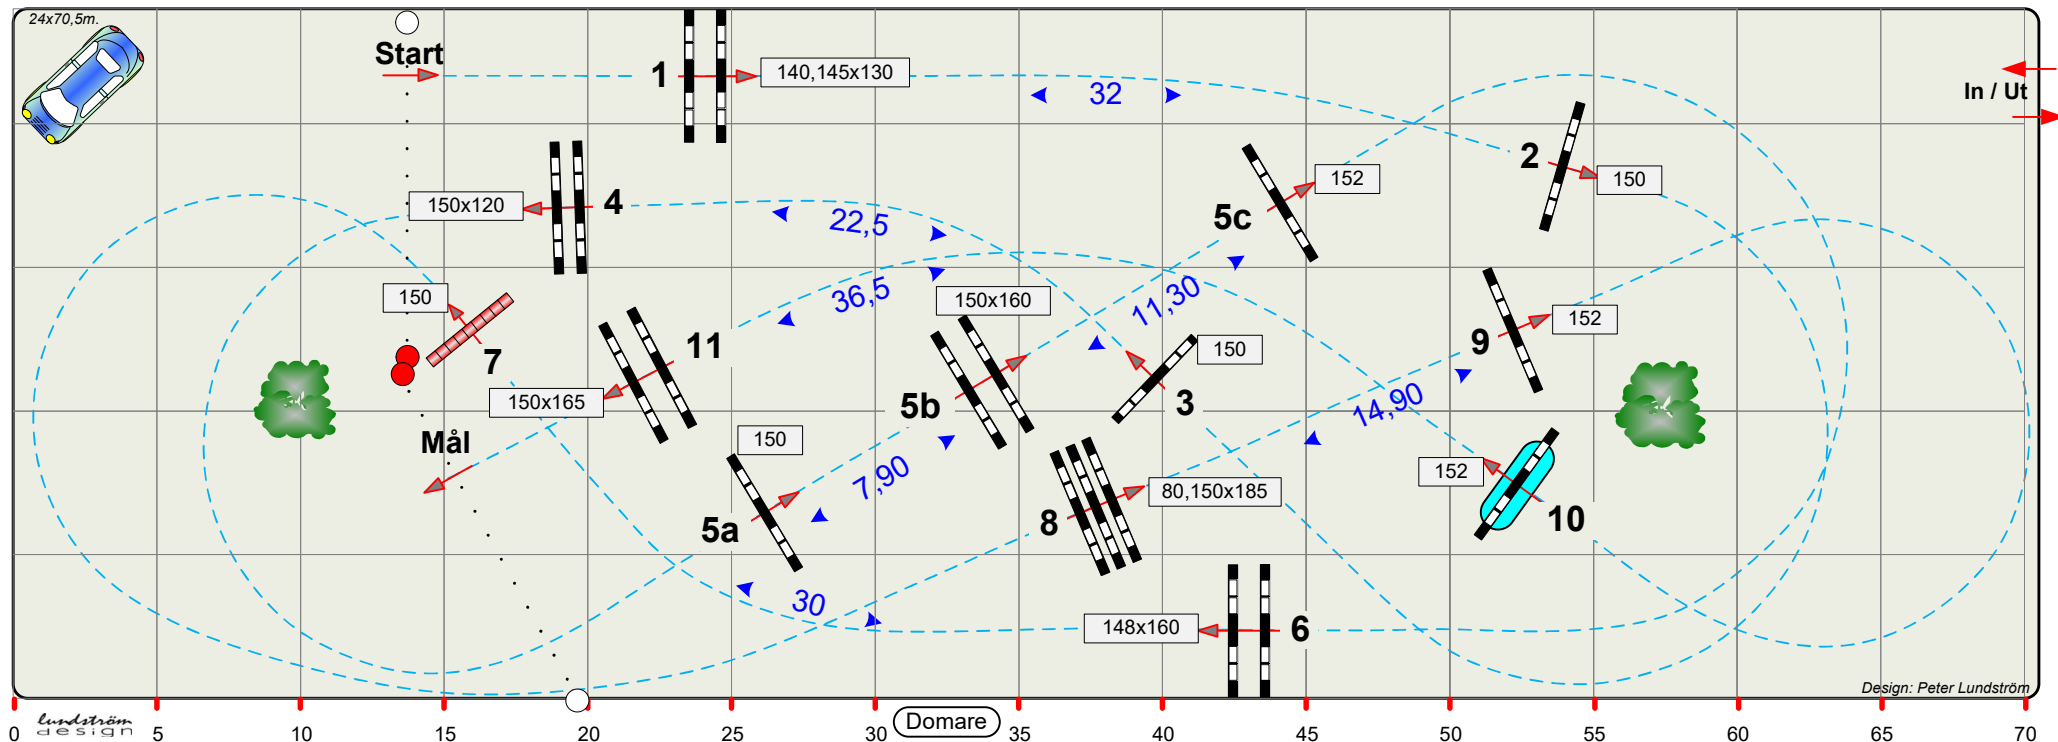 24x70,5m.
Start
1
140,145x130
32
In / Ut
2
150
4
150x120
22,5
5c
152
150
7
11
36,5
150x160
11,30
150
3
9
152
150x165
5b
14,90
Mål
150
7,90
5a
8
80,150x185
152
10
30
148x160
6
Design: Peter Lundström
lundström
design
Domare
0 5 10 15 20 25 30 35 40 45 50 55 60 65 70